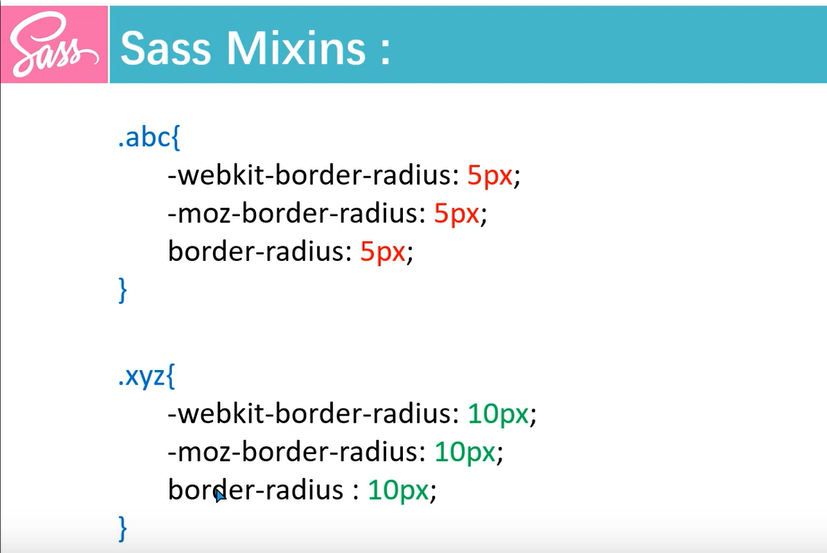 Sass
Sass Mixins :
.abc{
-webkit-border-radius: 5px;
-moz-border-radius: 5px;
border-radius: 5px;
}
.xyz{
-webkit-border-radius: 10px;
-moz-border-radius: 10px;
border-radius : 10px;
}